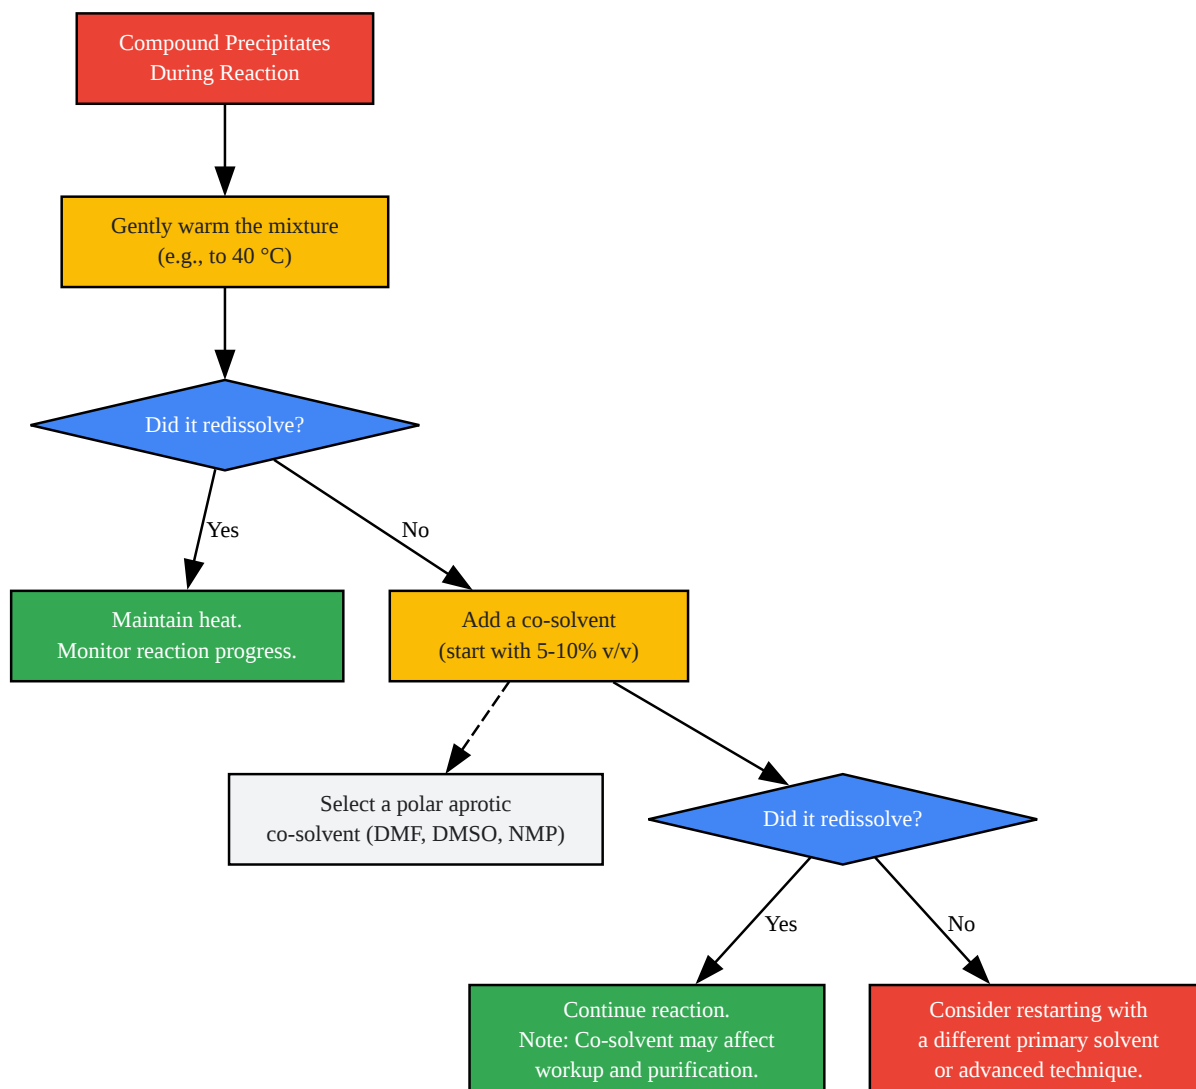 Compound Precipitates
During Reaction
Gently warm the mixture
(e.g., to 40 °C)
Did it redissolve?
Yes
No
Maintain heat.
Monitor reaction progress.
Add a co-solvent
(start with 5-10% v/v)
Select a polar aprotic
co-solvent (DMF, DMSO, NMP)
Did it redissolve?
Yes
No
Continue reaction.
Note: Co-solvent may affect
workup and purification.
Consider restarting with
a different primary solvent
or advanced technique.